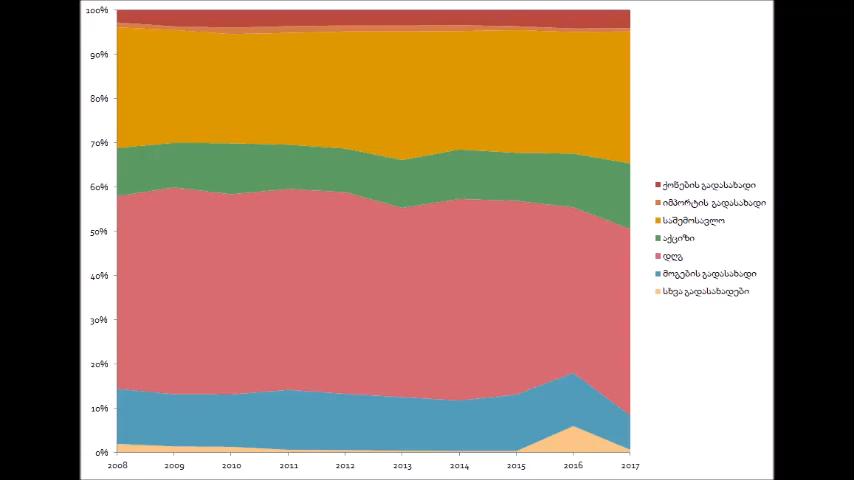 100%
90%
80%
70%
60%
50%
40%
30%
20%
10%
0%
2008 2009 2010 2011 2012 2013 2014 2015 2016 2017
ქონების გადასახადი
იმპორტის გადასახადი
საშემოსავლო
აქციზი
დღგ
მოგების გადასახადი
სხვა გადასახადები